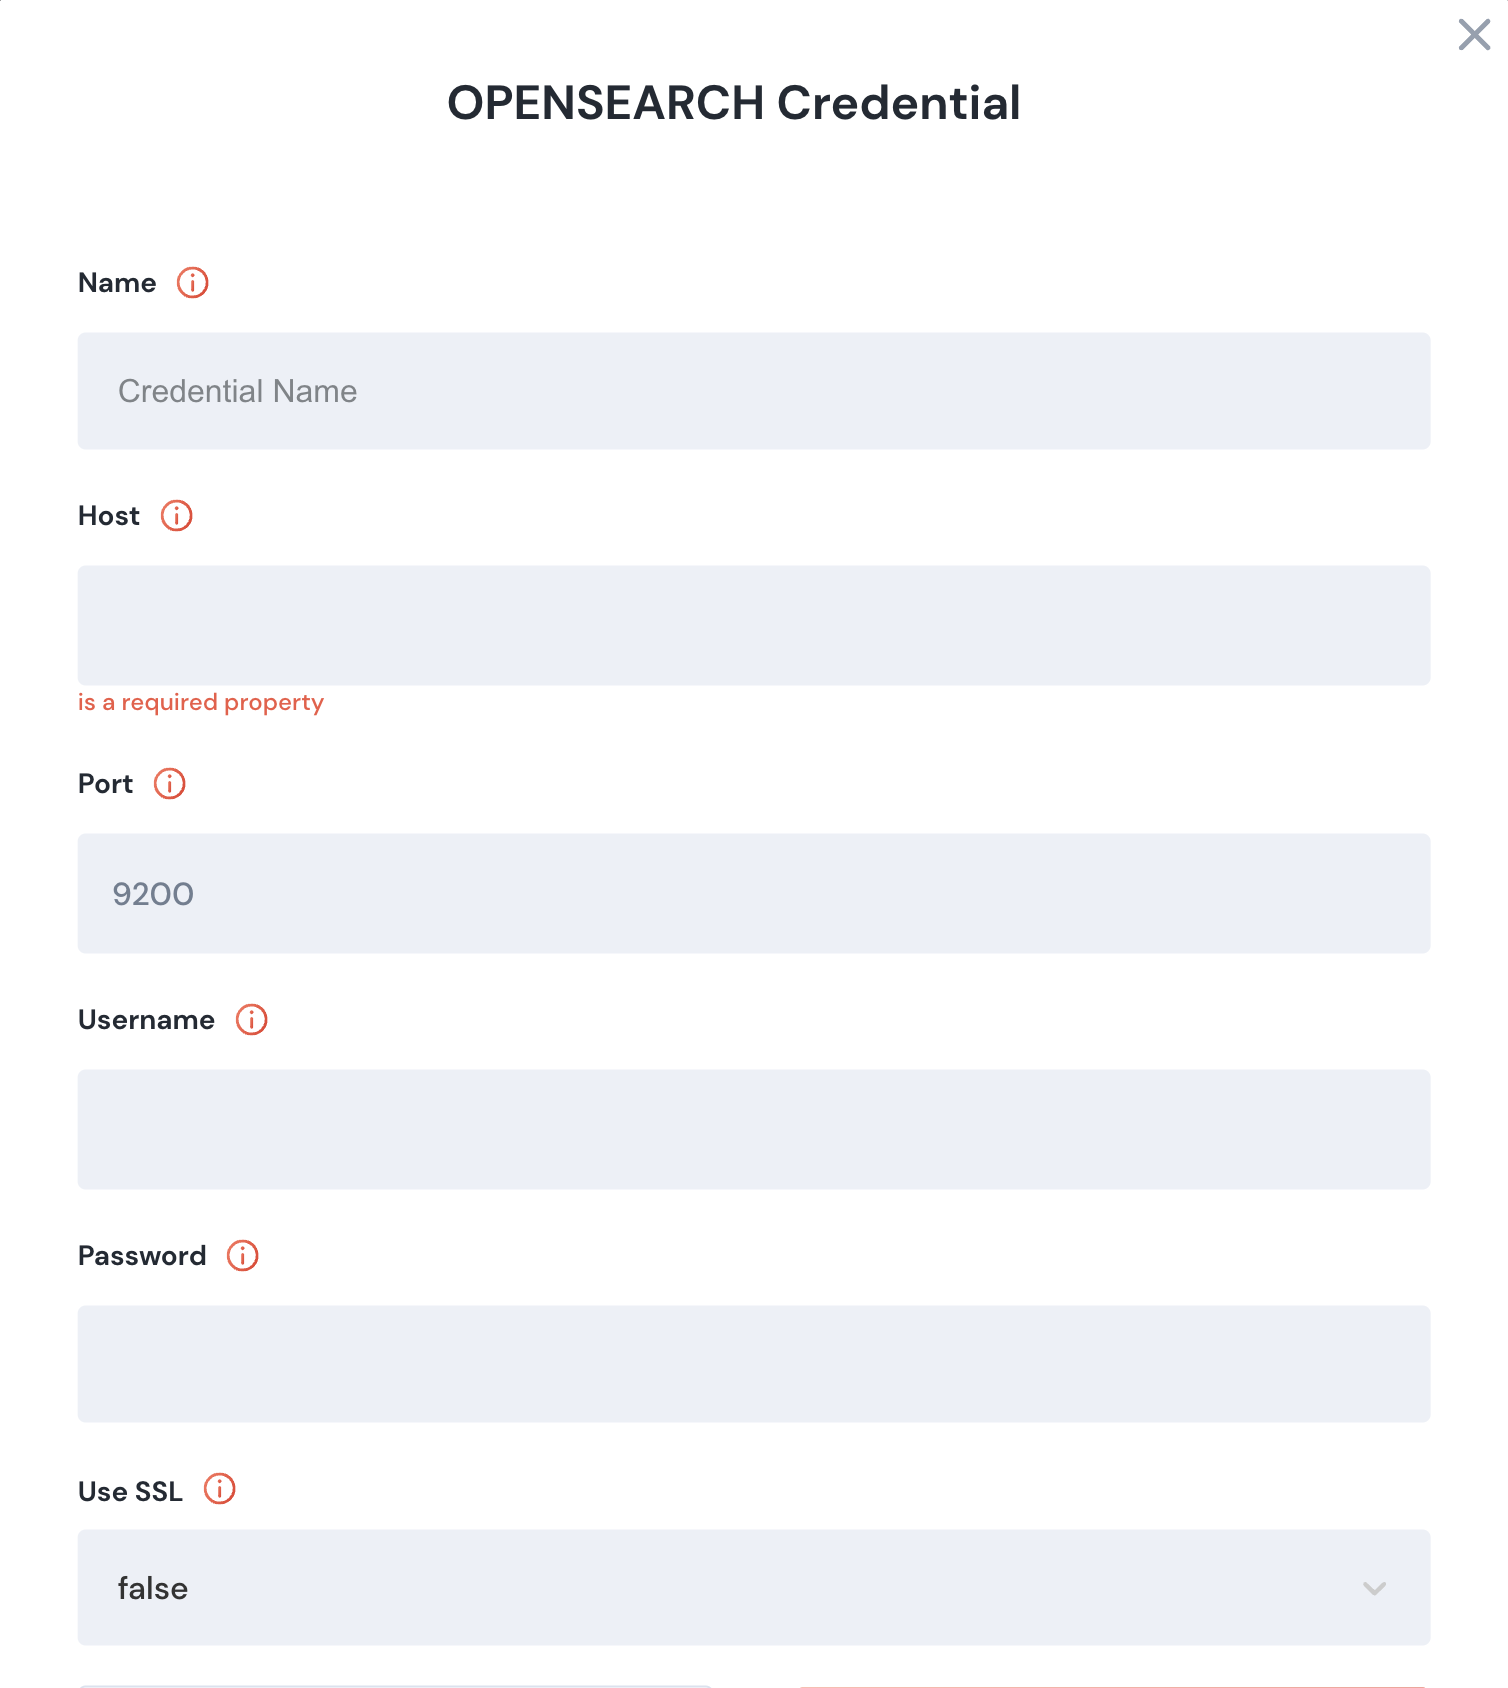 OPENSEARCH Credential
Name
Credential Name
Host
is a required property
Port
9200
Username
Password
Use SSL
false